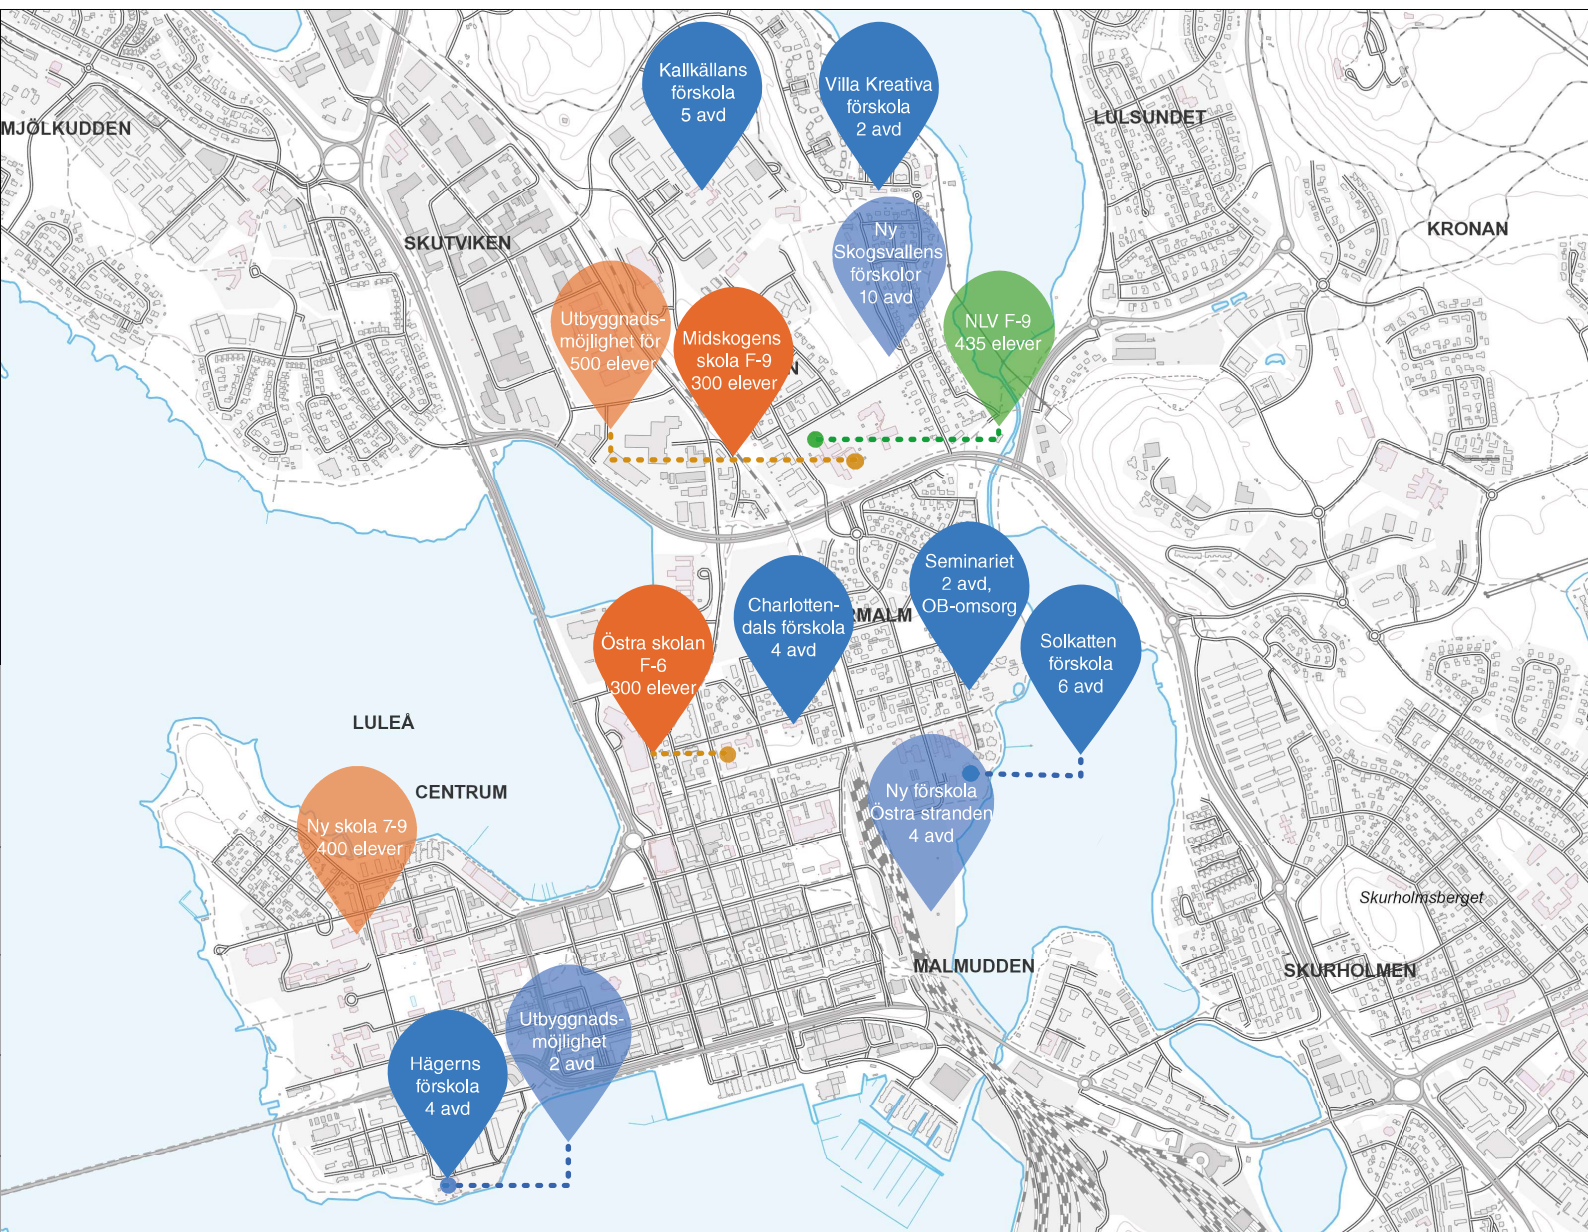 Kallkällans
förskola
5 avd
Villa Kreativa
förskola
2 avd
MJÖLKUDDEN
LULSUNDET
SKUTVIKEN
KRONAN
Ny
Skogsvallens
förskolor
10 avd
Utbyggnads-
möjlighet för
500 elever
Midskogens
skola F-9
300 elever
N
NLV F-9
435 elever
Seminariet
2 avd,
OB-omsorg
Charlotten-
dals förskola
4 avd
RMALM
Östra skolan
F-6
300 elever
Solkatten
förskola
6 avd
LULEÅ
CENTRUM
Ny skola 7-9
400 elever
Ny förskola
Östra stranden
4 avd
Skurholmsberget
MALMUDDEN
SKURHOLMEN
Utbyggnads-
möjlighet
2 avd
Hägerns
förskola
4 avd